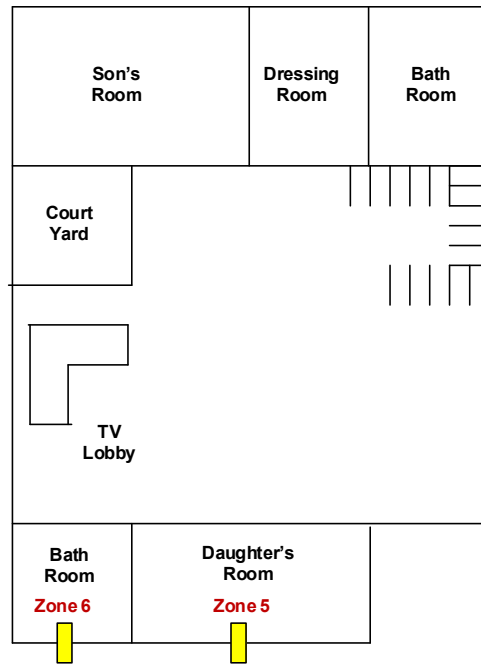 Son's
Room
Dressing
Room
Bath
Room
Court
Yard
TV
Lobby
Bath
Room
Zone 6
Daughter's
Room
Zone 5